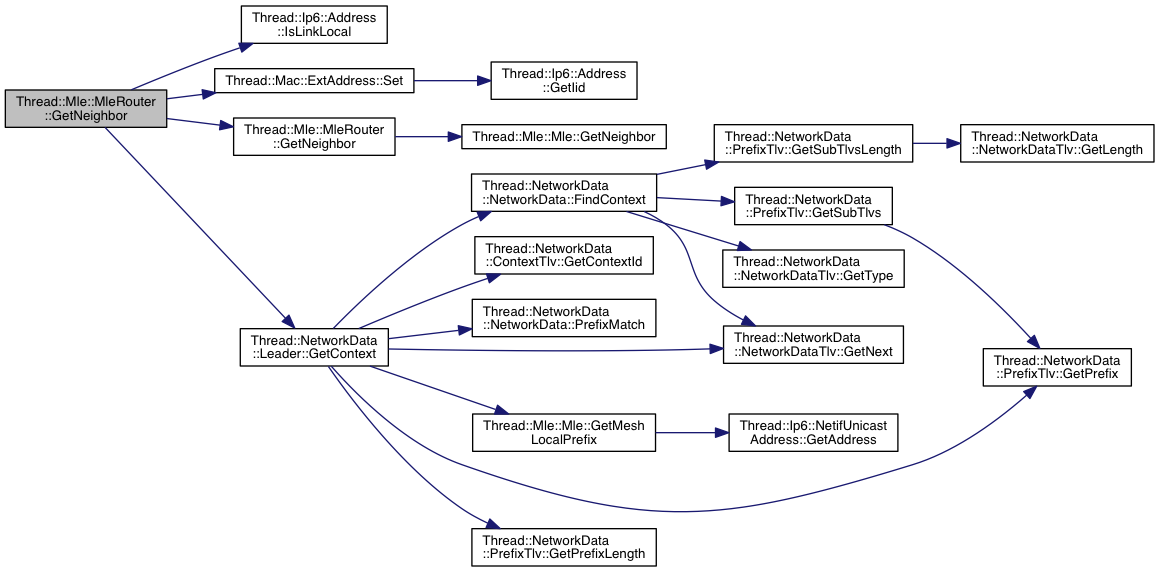 Thread::Ip6::Address
::IsLinkLocal
Thread::Mac::ExtAddress::Set
Thread::Ip6::Address
::GetIid
Thread::Mle::MleRouter
::GetNeighbor
Thread::Mle::MleRouter
::GetNeighbor
Thread::Mle::Mle::GetNeighbor
Thread::NetworkData
::PrefixTlv::GetSubTlvsLength
Thread::NetworkData
::NetworkDataTlv::GetLength
Thread::NetworkData
::NetworkData::FindContext
Thread::NetworkData
::PrefixTlv::GetSubTlvs
Thread::NetworkData
::ContextTlv::GetContextId
Thread::NetworkData
::NetworkDataTlv::GetType
Thread::NetworkData
::NetworkData::PrefixMatch
Thread::NetworkData
::NetworkDataTlv::GetNext
Thread::NetworkData
::Leader::GetContext
Thread::NetworkData
::PrefixTlv::GetPrefix
Thread::Mle::Mle::GetMesh
LocalPrefix
Thread::Ip6::NetifUnicast
Address::GetAddress
Thread::NetworkData
::PrefixTlv::GetPrefixLength